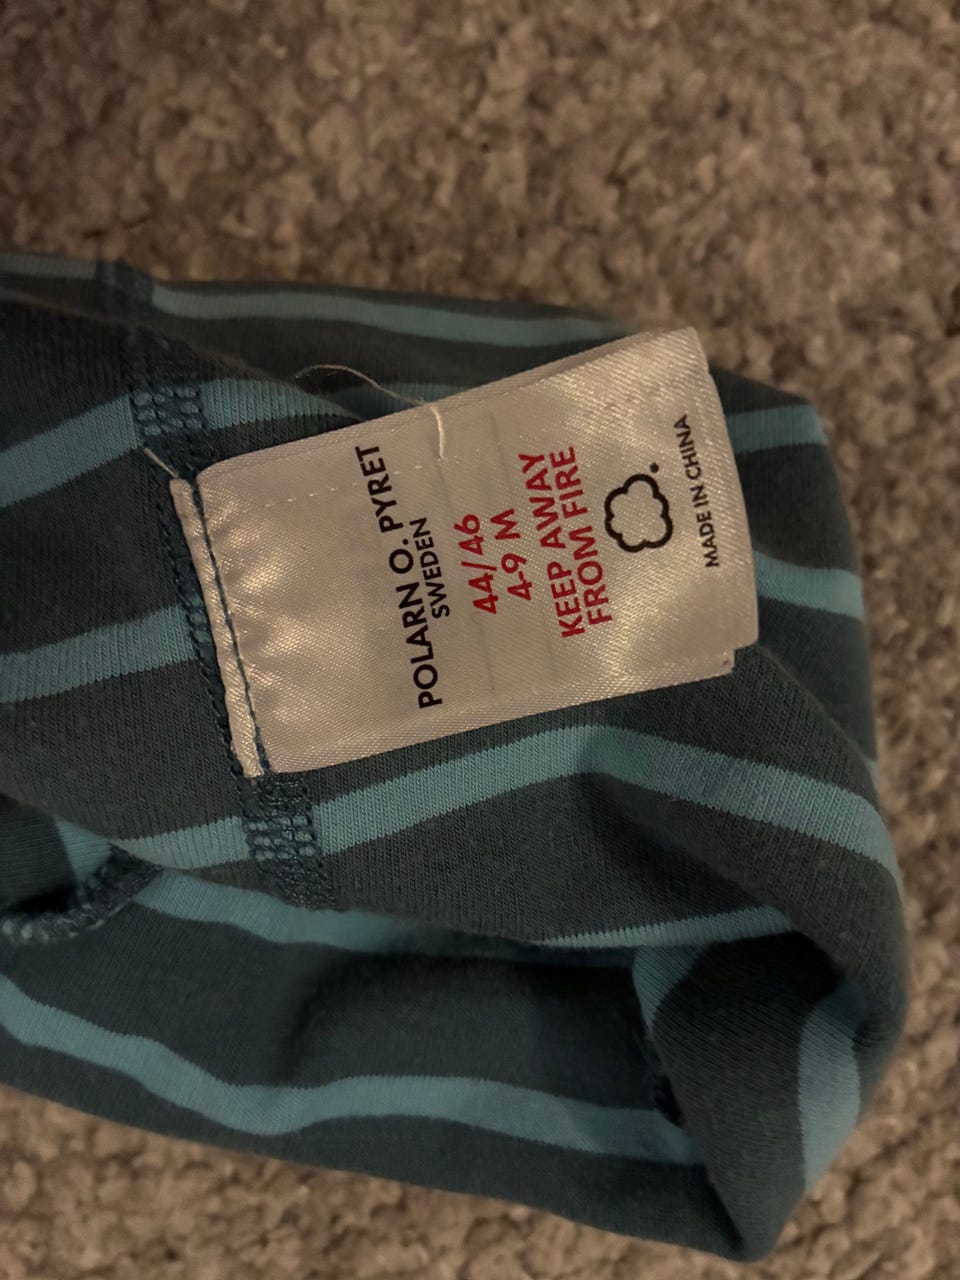 POLARN O. PYRET
SWEDEN
44/46
4-9 M
KEEP AWAY
FROM FIRE
MADE IN CHINA